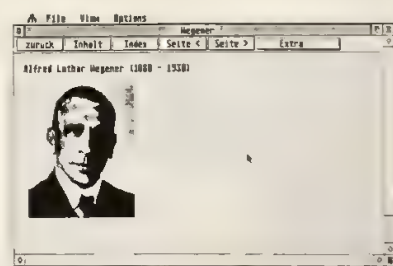 File View Options
Wegener
zurück Inhalt Index Seite < Seite > Extra
Alfred Lothar Wegener (1880 - 1930)